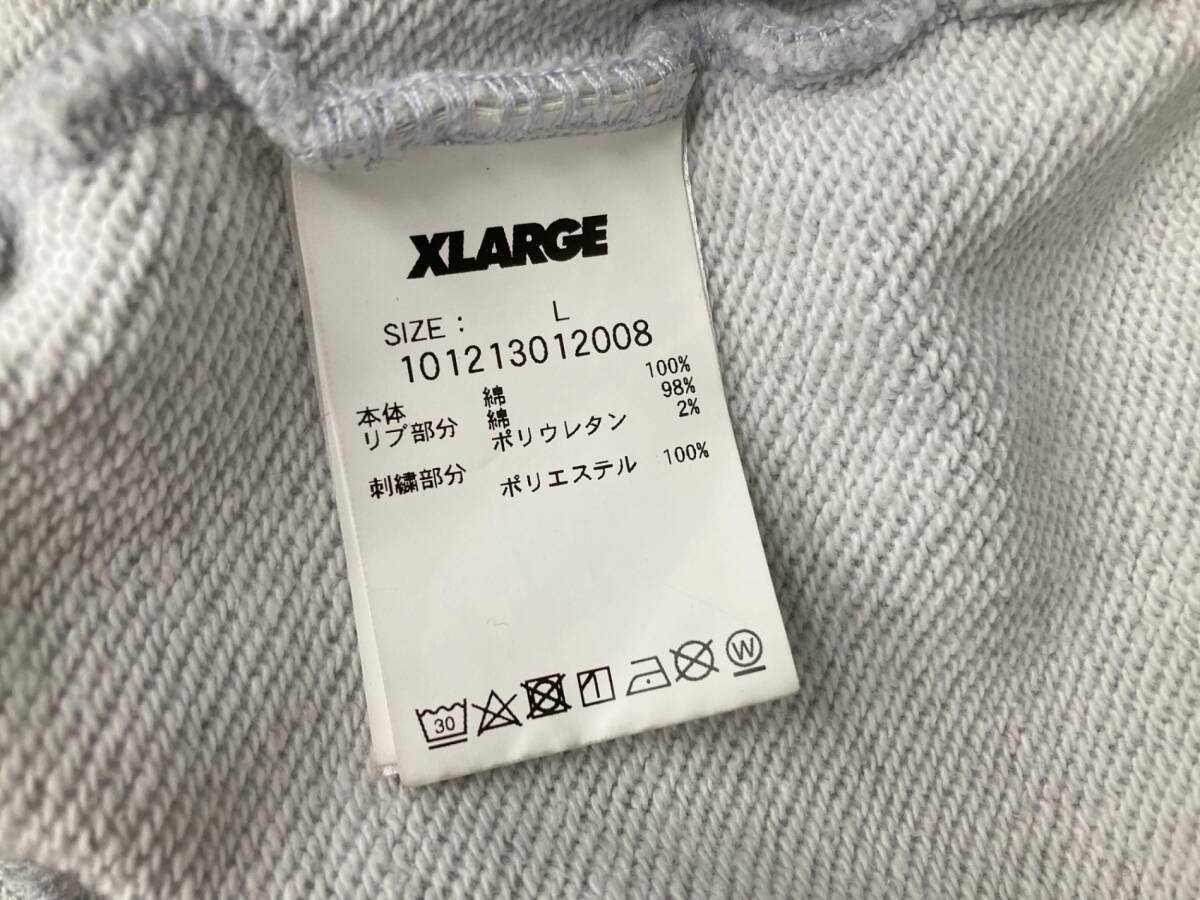 XLARGE
SIZE : L
101213012008
本体 綿 100%
リブ部分 綿 98%
ポリウレタン 2%
刺繍部分 ポリエステル 100%
30
W